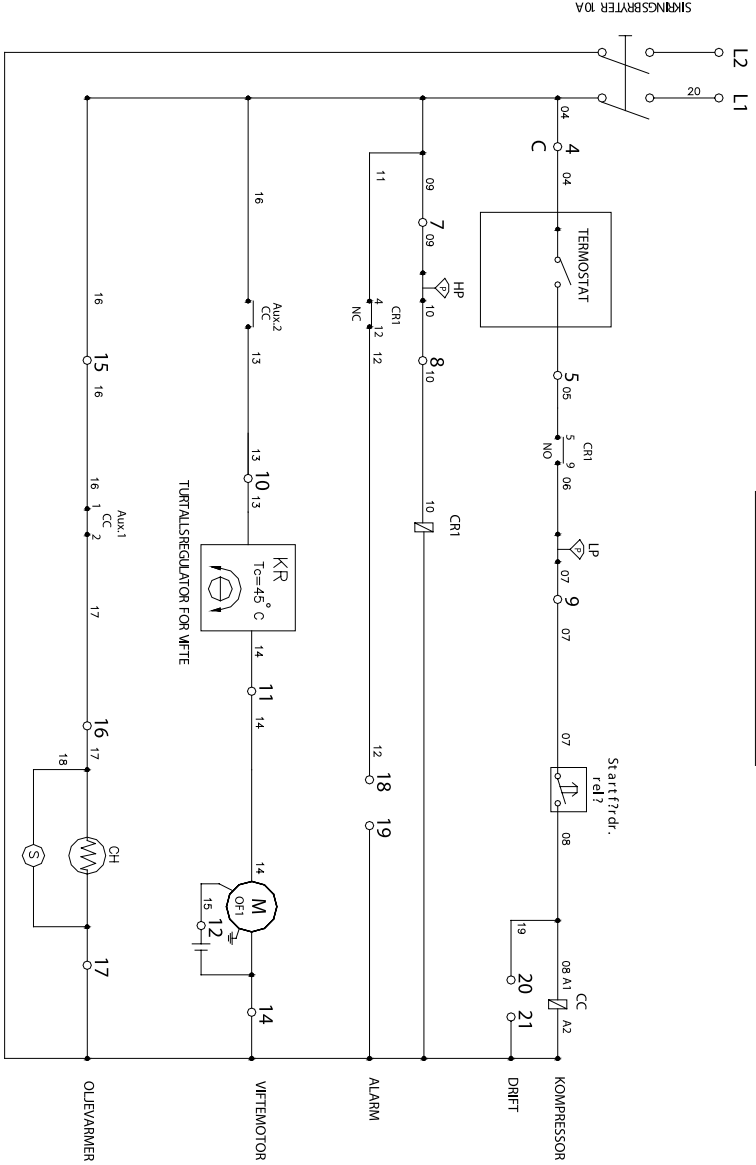 SIKRINGSBRYTER 10A
L2
L1
20
04
4
C
04
TERMOSTAT
5
05
CR1
5 9
NO
06
LP
P
07
9
07
07
Startf?rdr.
rel?
08
19
20
21
08
A1
CC
A2
KOMPRESSOR
DRIFT
09
7
09
HP
P
10
8
10
10
CR1
11
CR1
4 12
NC
12
12
18
19
ALARM
16
Aux.2
CC
13
13
10
13
KR
Tc=45°C
TURTALLSREGULATOR FOR VIFTE
14
11
14
14
M
OF1
15
12
14
VIFTEMOTOR
16
15
16
16
Aux.1
CC
1 2
17
16
17
18
CH
S
17
OLJEVARMER